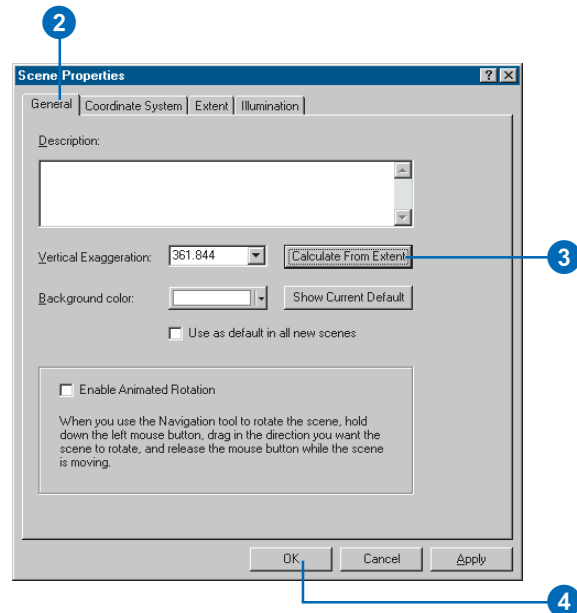 2
Scene Properties
? ×
General Coordinate System Extent Illumination
Description:
Vertical Exaggeration: 361.844 Calculate From Extent
3
Background color: Show Current Default
Use as default in all new scenes
Enable Animated Rotation
When you use the Navigation tool to rotate the scene, hold
down the left mouse button, drag in the direction you want the
scene to rotate, and release the mouse button while the scene
is moving.
OK Cancel Apply
4